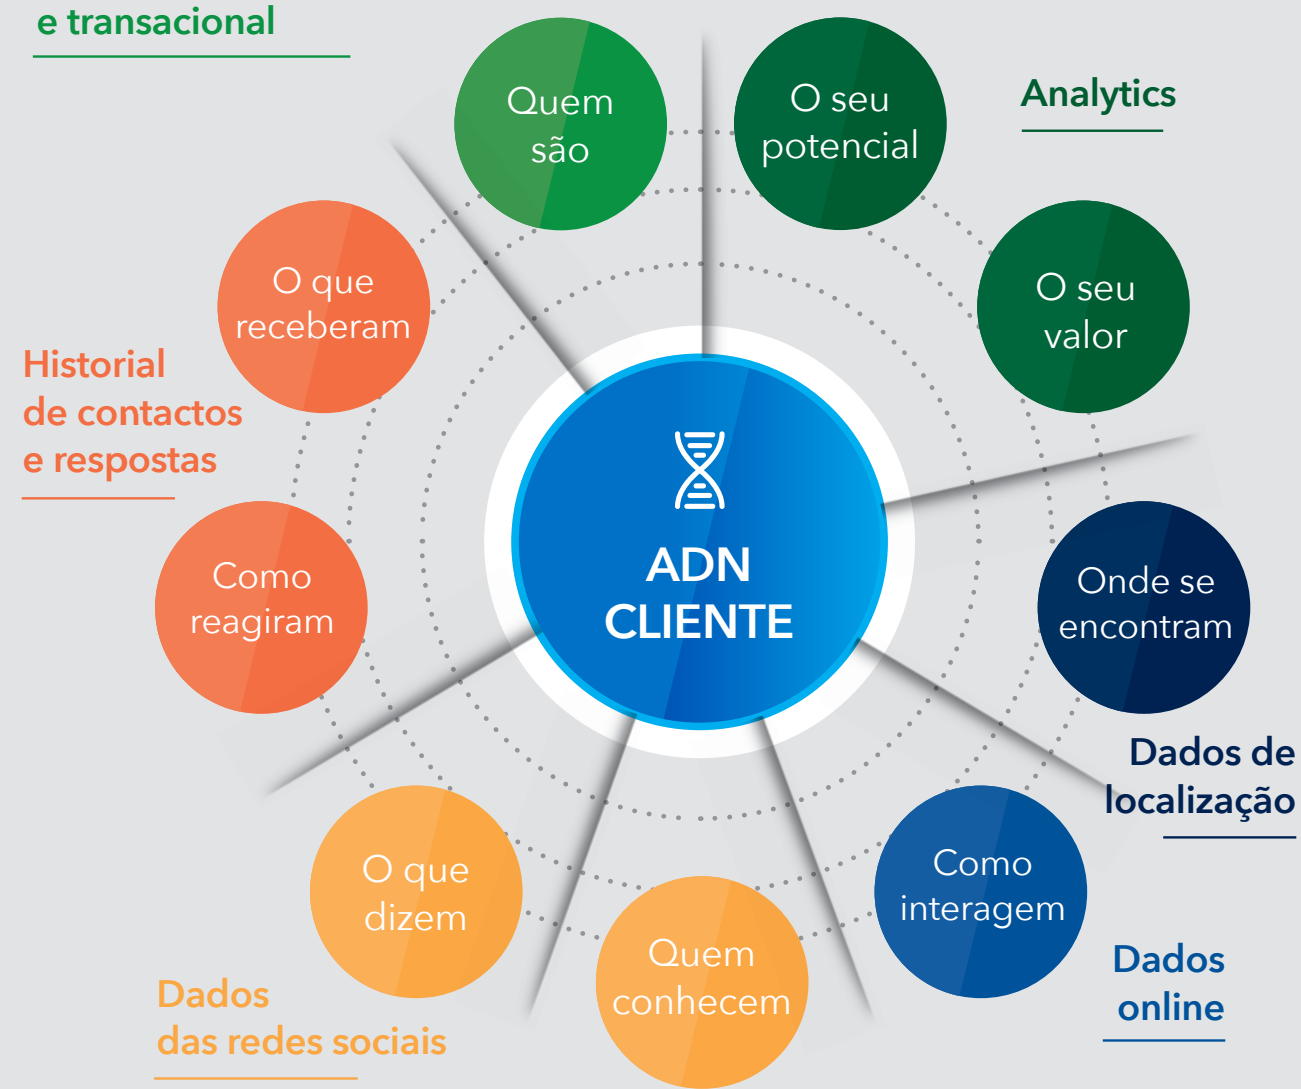 e transacional
Quem
são
O seu
potencial
Analytics
O que
receberam
O seu
valor
Historial
de contactos
e respostas
ADN
CLIENTE
Como
reagiram
Onde se
encontram
Dados de
localização
O que
dizem
Como
interagem
Quem
conhecem
Dados
online
Dados
das redes sociais